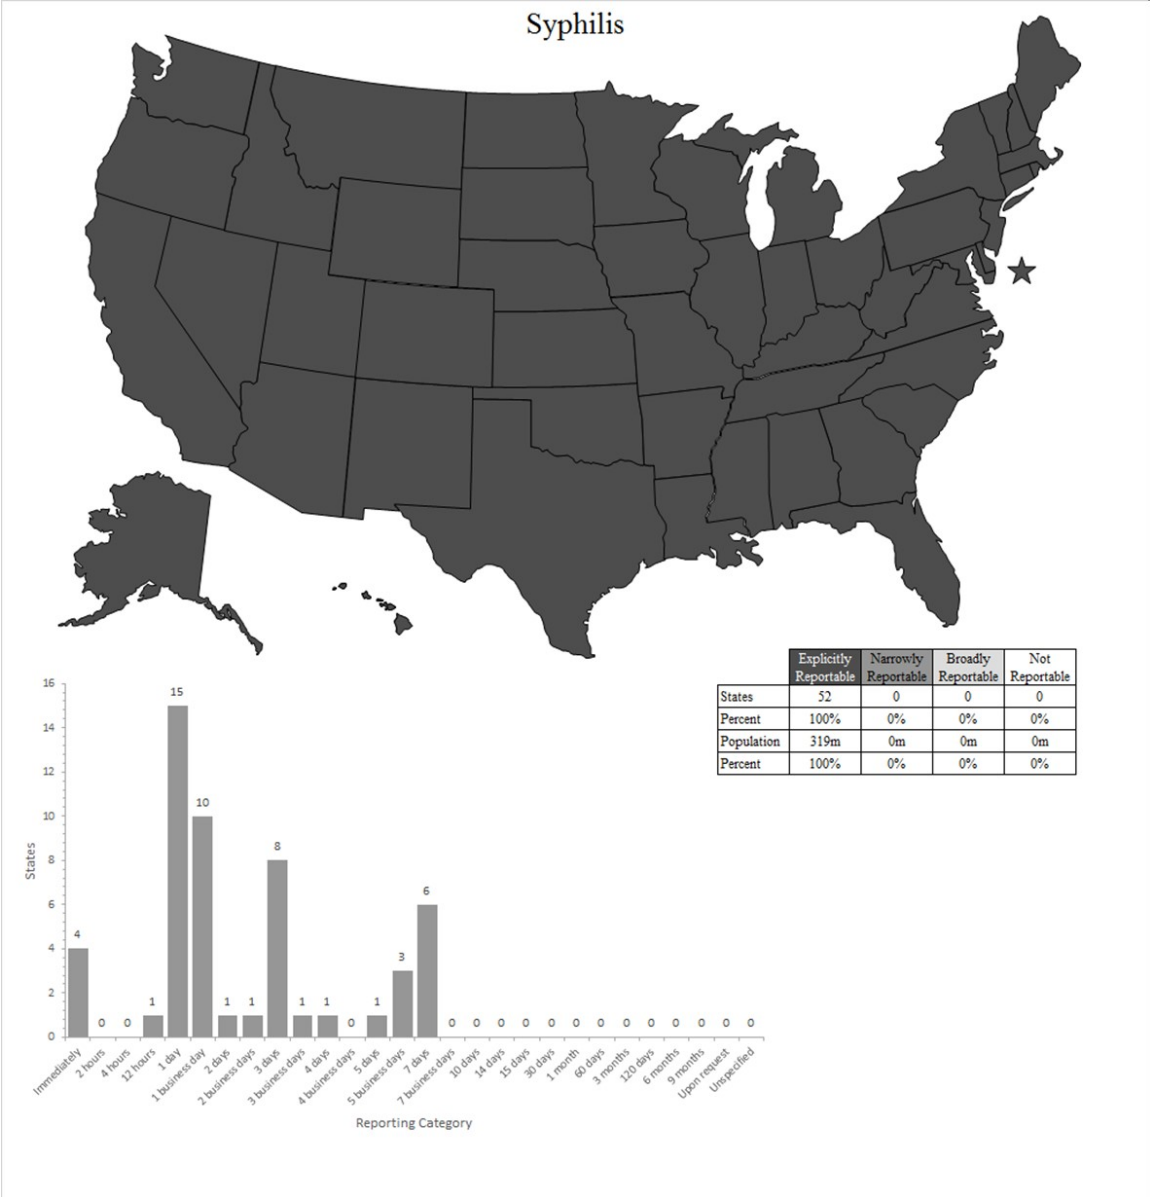 Syphilis
Explicitly Narrowly Broadly Not
Reportable Reportable Reportable Reportable
States 52 0 0 0
Percent 100% 0% 0% 0%
Population 319m 0m 0m 0m
Percent 100% 0% 0% 0%
16
14
12
10
8
6
4
2
0
States
4 0 0 1 15 10 1 1 8 1 1 0 1 3 6 0 0 0 0 0 0 0 0 0 0 0 0 0
Immediately
2 hours
4 hours
12 hours
1 day
1 business day
2 days
2 business days
3 days
3 business days
4 days
4 business days
5 days
5 business days
7 days
7 business days
10 days
14 days
15 days
30 days
1 month
60 days
3 months
120 days
6 months
9 months
Upon request
Unspecified
Reporting Category